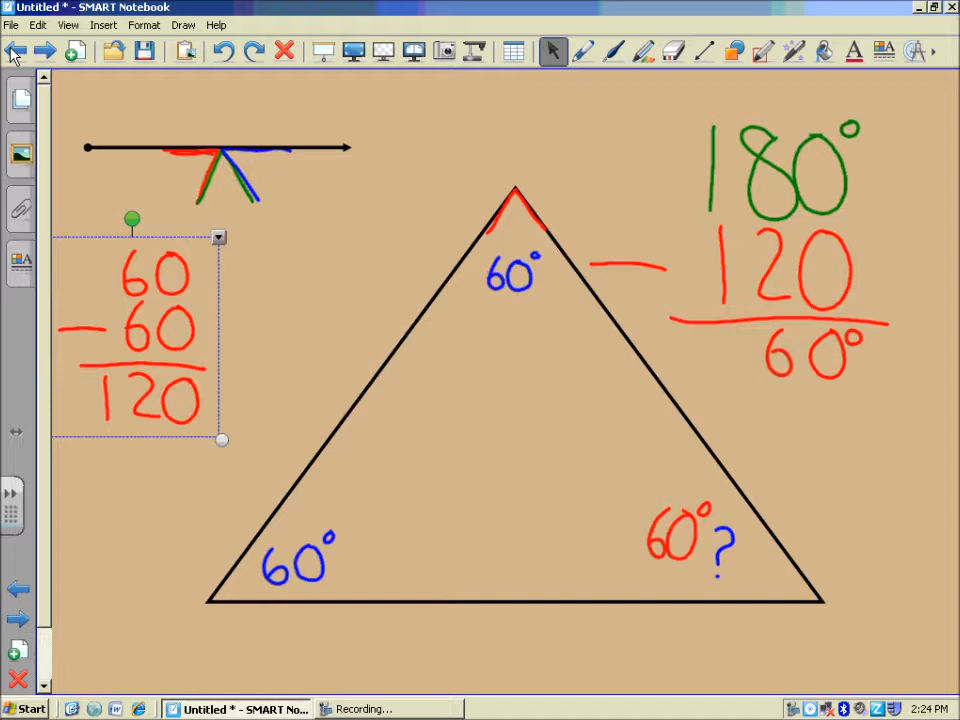 Untitled * - SMART Notebook
File Edit View Insert Format Draw Help
180°
- 120
60°
60
- 60
120
60°
60°
60° ?
Start
Untitled * - SMART No...
Recording...
2:24 PM